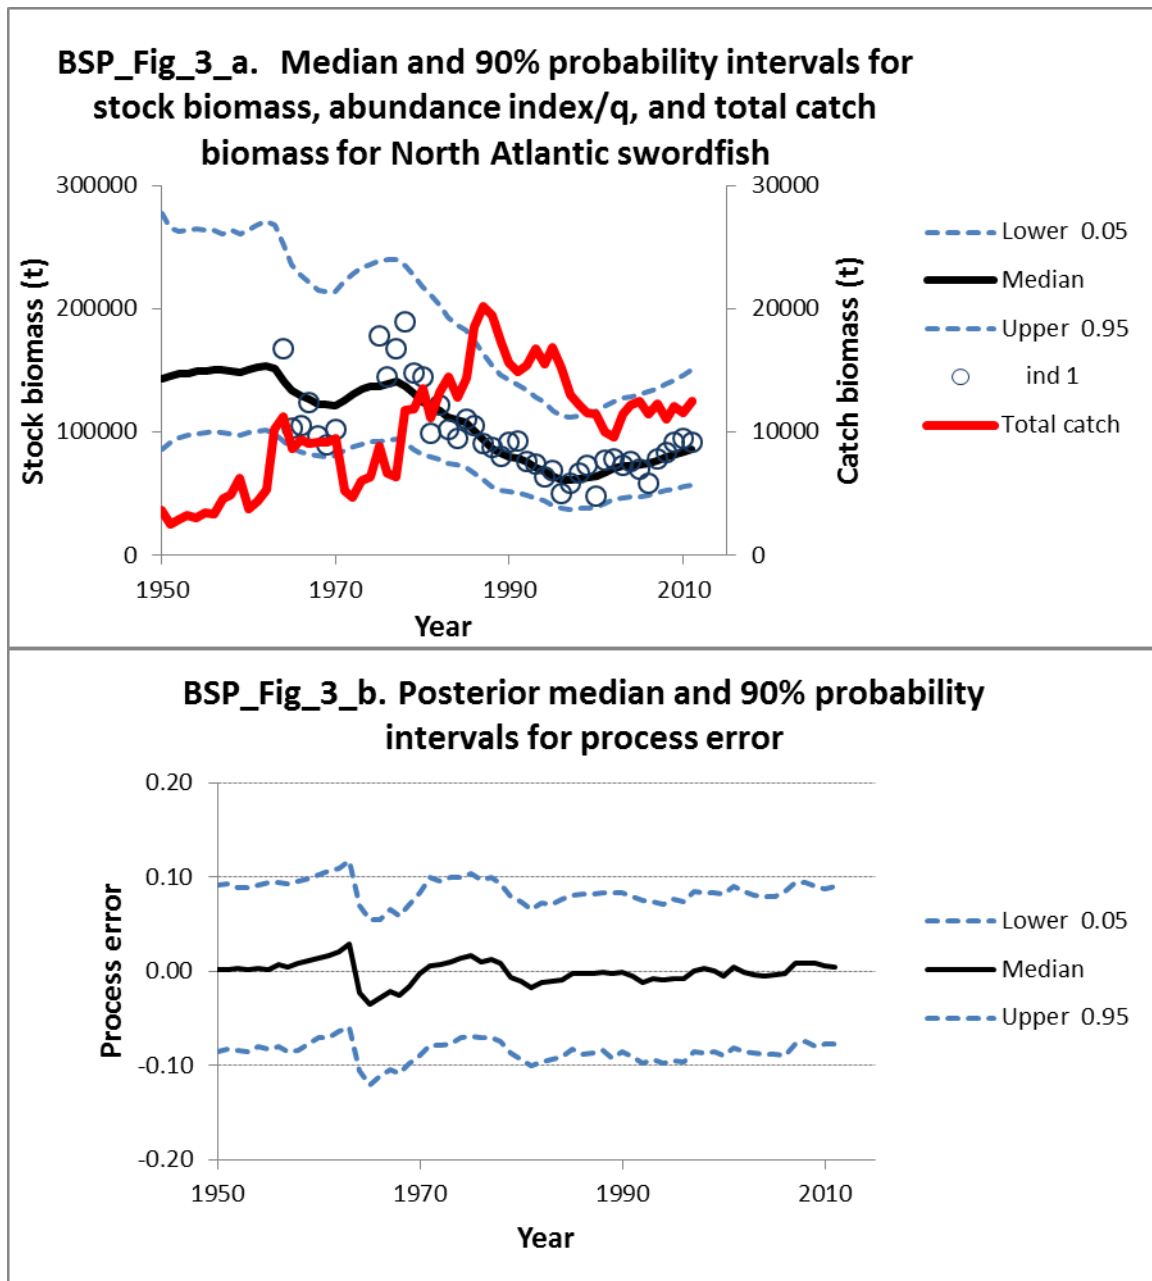 BSP_Fig_3_a. Median and 90% probability intervals for
stock biomass, abundance index/q, and total catch
biomass for North Atlantic swordfish
300000
200000
100000
0
Stock biomass (t)
30000
20000
10000
0
Catch biomass (t)
1950
1970
1990
2010
Year
Lower 0.05
Median
Upper 0.95
ind 1
Total catch
BSP_Fig_3_b. Posterior median and 90% probability
intervals for process error
0.20
0.10
0.00
-0.10
-0.20
Process error
1950
1970
1990
2010
Year
Lower 0.05
Median
Upper 0.95